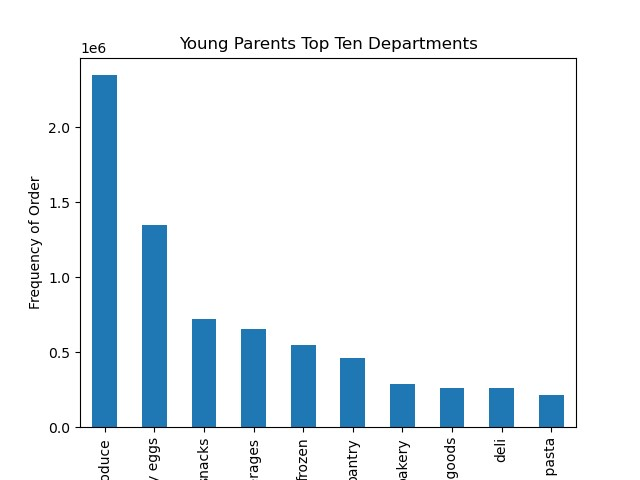 Young Parents Top Ten Departments
1e6
Frequency of Order
2.0
1.5
1.0
0.5
0.0
oduce
y eggs
snacks
rages
frozen
pantry
bakery
goods
deli
pasta